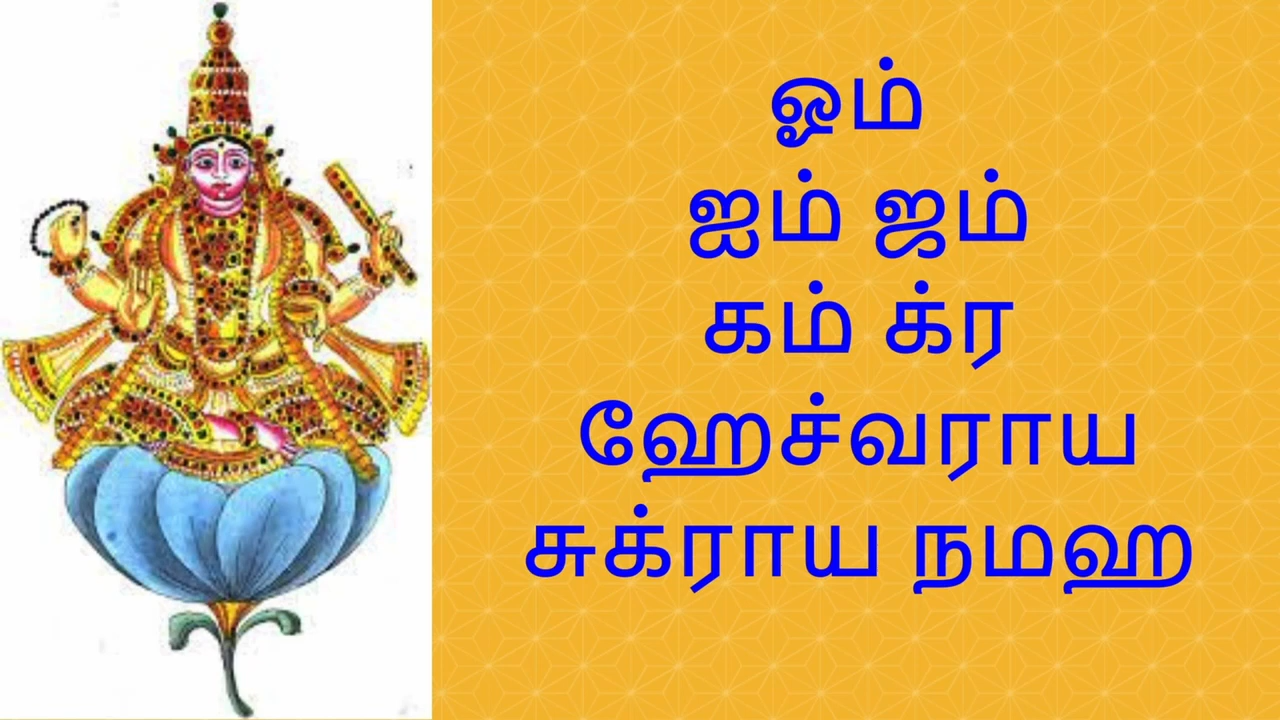 ஓம்
ஐம் ஜம்
கம் க்ர
ஹேச்வராய
சுக்ராய நமஹ